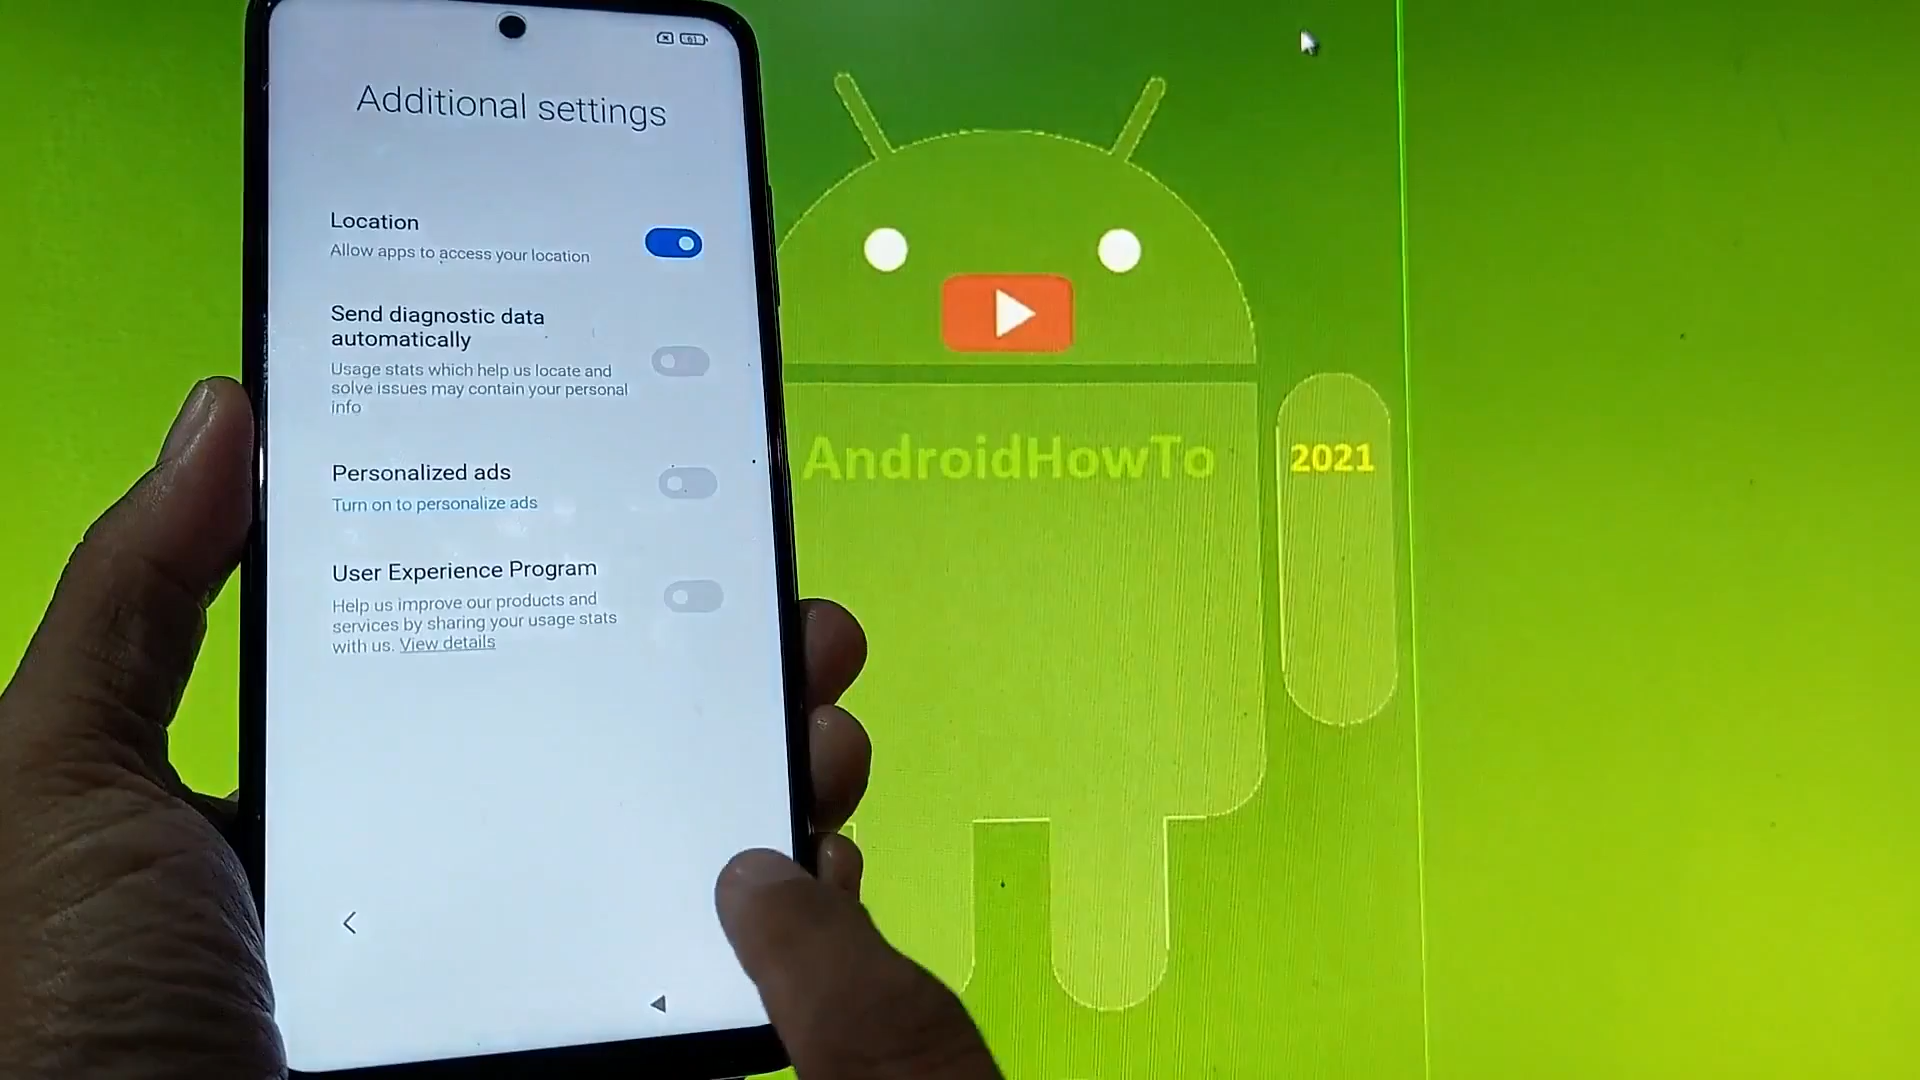 61
Additional settings
Location
Allow apps to access your location
Send diagnostic data
automatically
Usage stats which help us locate and
solve issues may contain your personal
info
Personalized ads
Turn on to personalize ads
User Experience Program
Help us improve our products and
services by sharing your usage stats
with us. View details
AndroidHowTo
2021